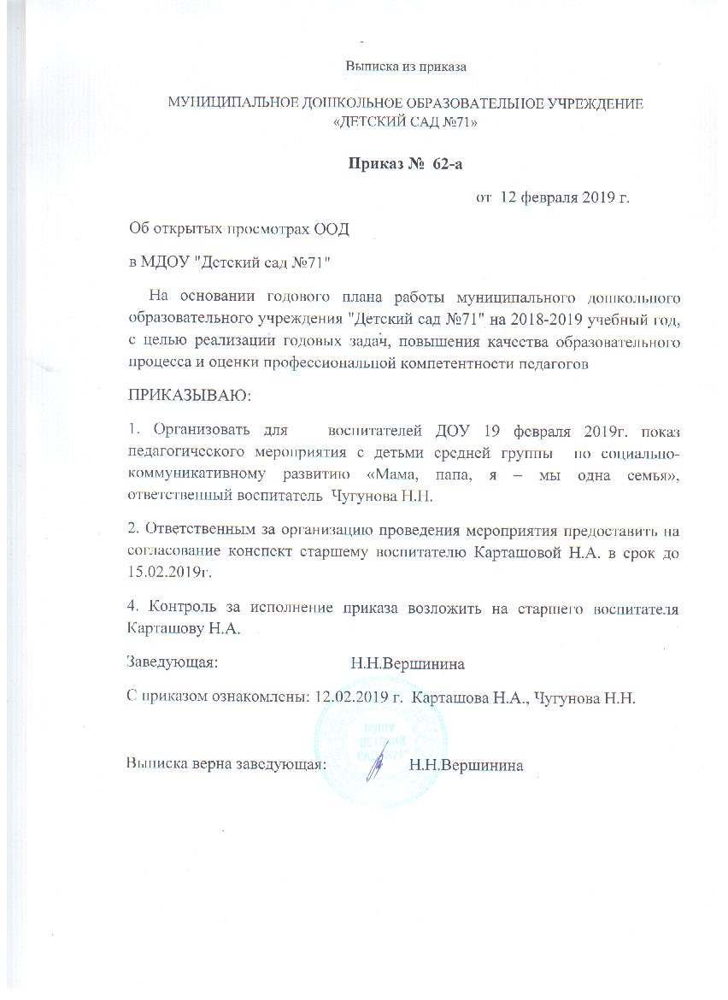 Выписка из приказа
МУНИЦИПАЛЬНОЕ ДОШКОЛЬНОЕ ОБРАЗОВАТЕЛЬНОЕ УЧРЕЖДЕНИЕ
«ДЕТСКИЙ САД №71»
Приказ № 62-а
от 12 февраля 2019 г.
Об открытых просмотрах ООД
в МДОУ "Детский сад №71"
На основании годового плана работы муниципального дошкольного
образовательного учреждения "Детский сад №71" на 2018-2019 учебный год,
с целью реализации годовых задач, повышения качества образовательного
процесса и оценки профессиональной компетентности педагогов
ПРИКАЗЫВАЮ:
1. Организовать для воспитателей ДОУ 19 февраля 2019г. показ
педагогического мероприятия с детьми средней группы по социально-
коммуникативному развитию «Мама, папа, я – мы одна семья»,
ответственный воспитатель Чугунова Н.Н.
2. Ответственным за организацию проведения мероприятия предоставить на
согласование конспект старшему воспитателю Карташовой Н.А. в срок до
15.02.2019г.
4. Контроль за исполнение приказа возложить на старшего воспитателя
Карташову Н.А.
Заведующая: Н.Н.Вершинина
С приказом ознакомлены: 12.02.2019 г. Карташова Н.А., Чугунова Н.Н.
МДОУ
"ДЕТСКИЙ
САД №71"
Выписка верна заведующая: Н.Н.Вершинина